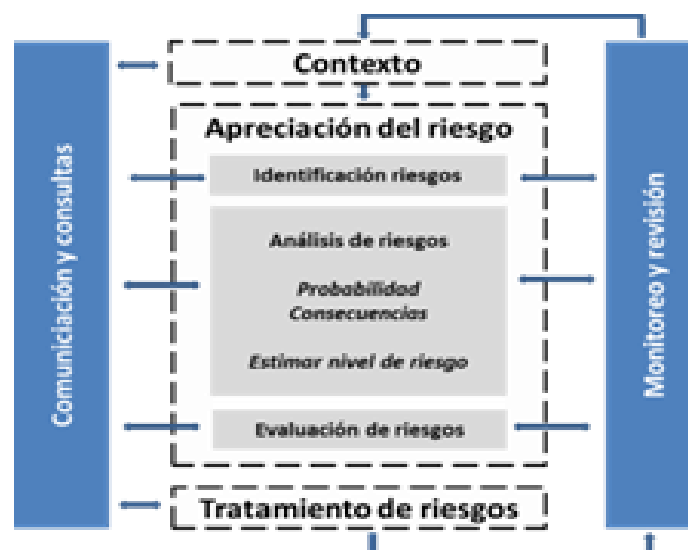 Contexto
Apreciación del riesgo
Identificación riesgos
Análisis de riesgos
Probabilidad
Consecuencias
Estimar nivel de riesgo
Evaluación de riesgos
Tratamiento de riesgos
Comuniciación y consultas
Monitoreo y revisión